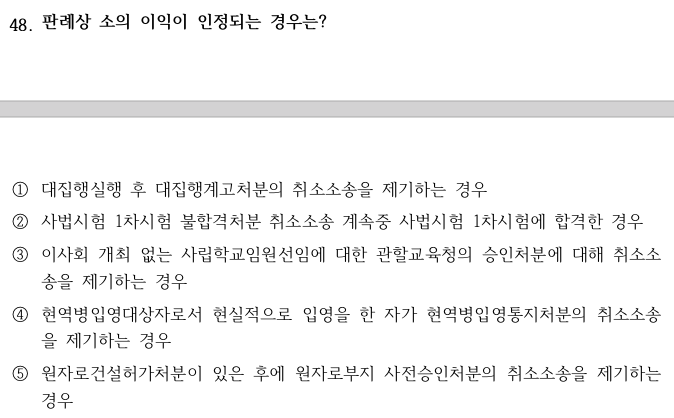 48. 판례상 소의 이익이 인정되는 경우는?
① 대집행실행 후 대집행계고처분의 취소소송을 제기하는 경우
② 사법시험 1차시험 불합격처분 취소소송 계속중 사법시험 1차시험에 합격한 경우
③ 이사회 개최 없는 사립학교임원선임에 대한 관할교육청의 승인처분에 대해 취소소
송을 제기하는 경우
④ 현역병입영대상자로서 현실적으로 입영을 한 자가 현역병입영통지처분의 취소소송
을 제기하는 경우
⑤ 원자로건설허가처분이 있은 후에 원자로부지 사전승인처분의 취소소송을 제기하는
경우